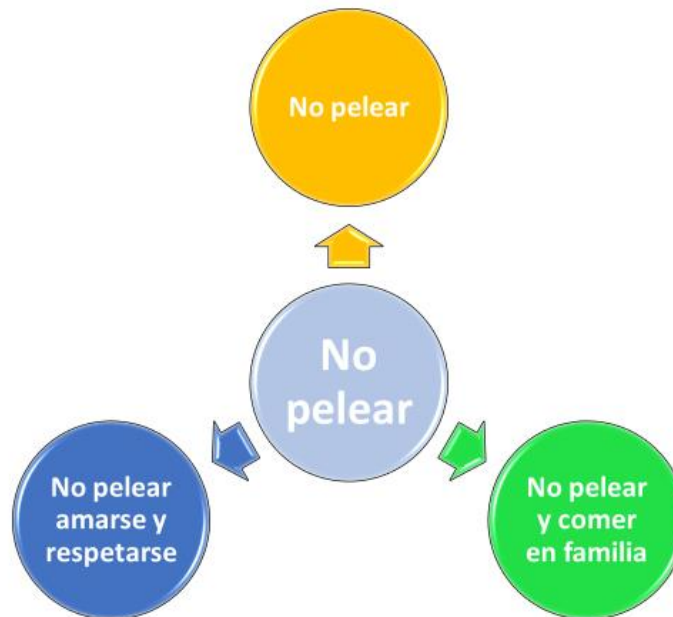 No pelear
No
pelear
No pelear
amarse y
respetarse
No pelear
y comer
en familia